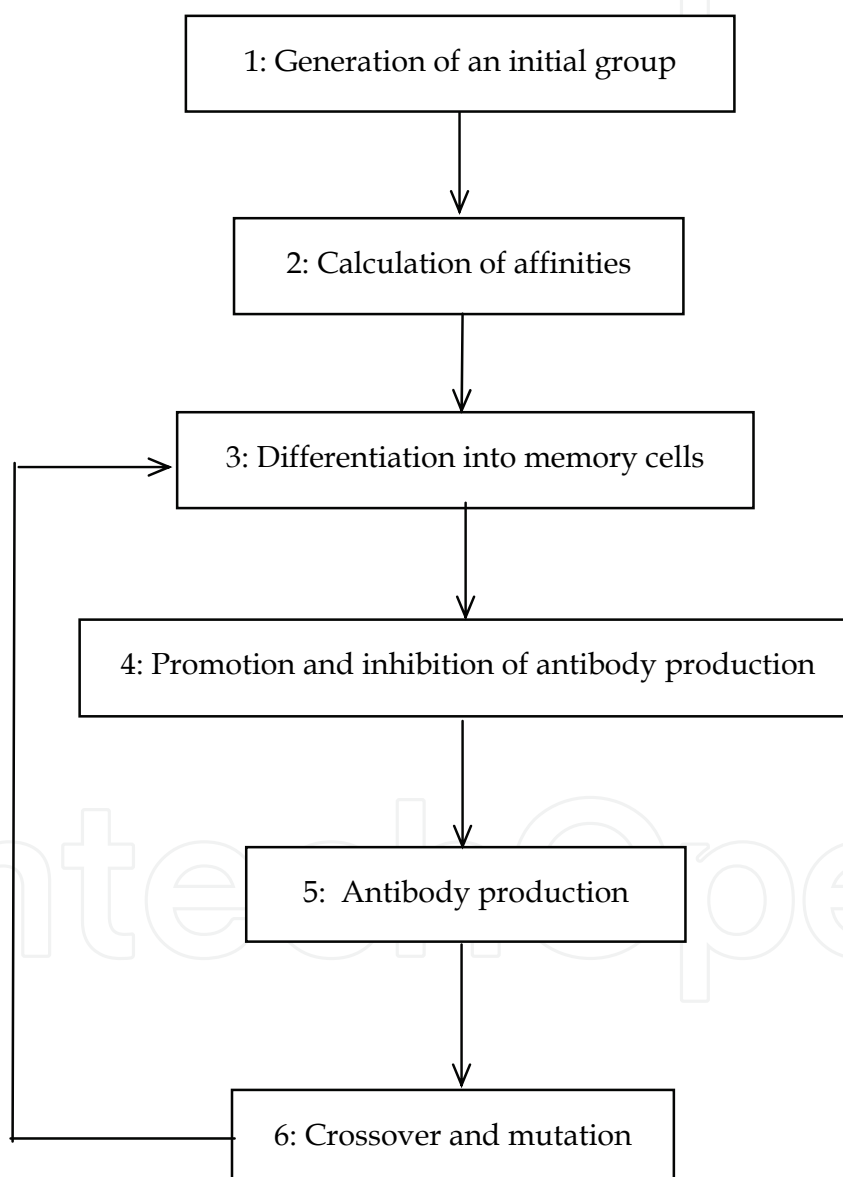 1: Generation of an initial group
2: Calculation of affinities
3: Differentiation into memory cells
4: Promotion and inhibition of antibody production
5:  Antibody production
ntechOpe
6: Crossover and mutation